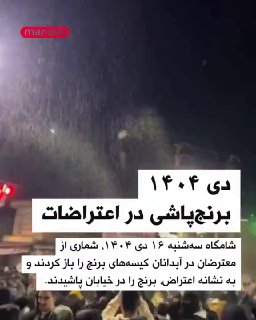 دی ۱۴۰۴
برنج‌پاشی در اعتراضات
شامگاه سه‌شنبه ۱۶ دی ۱۴۰۴، شماری از
معترضان در آبدانان کیسه‌های برنج را باز کردند و
به نشانه اعتراض، برنج را در خیابان پاشیدند.